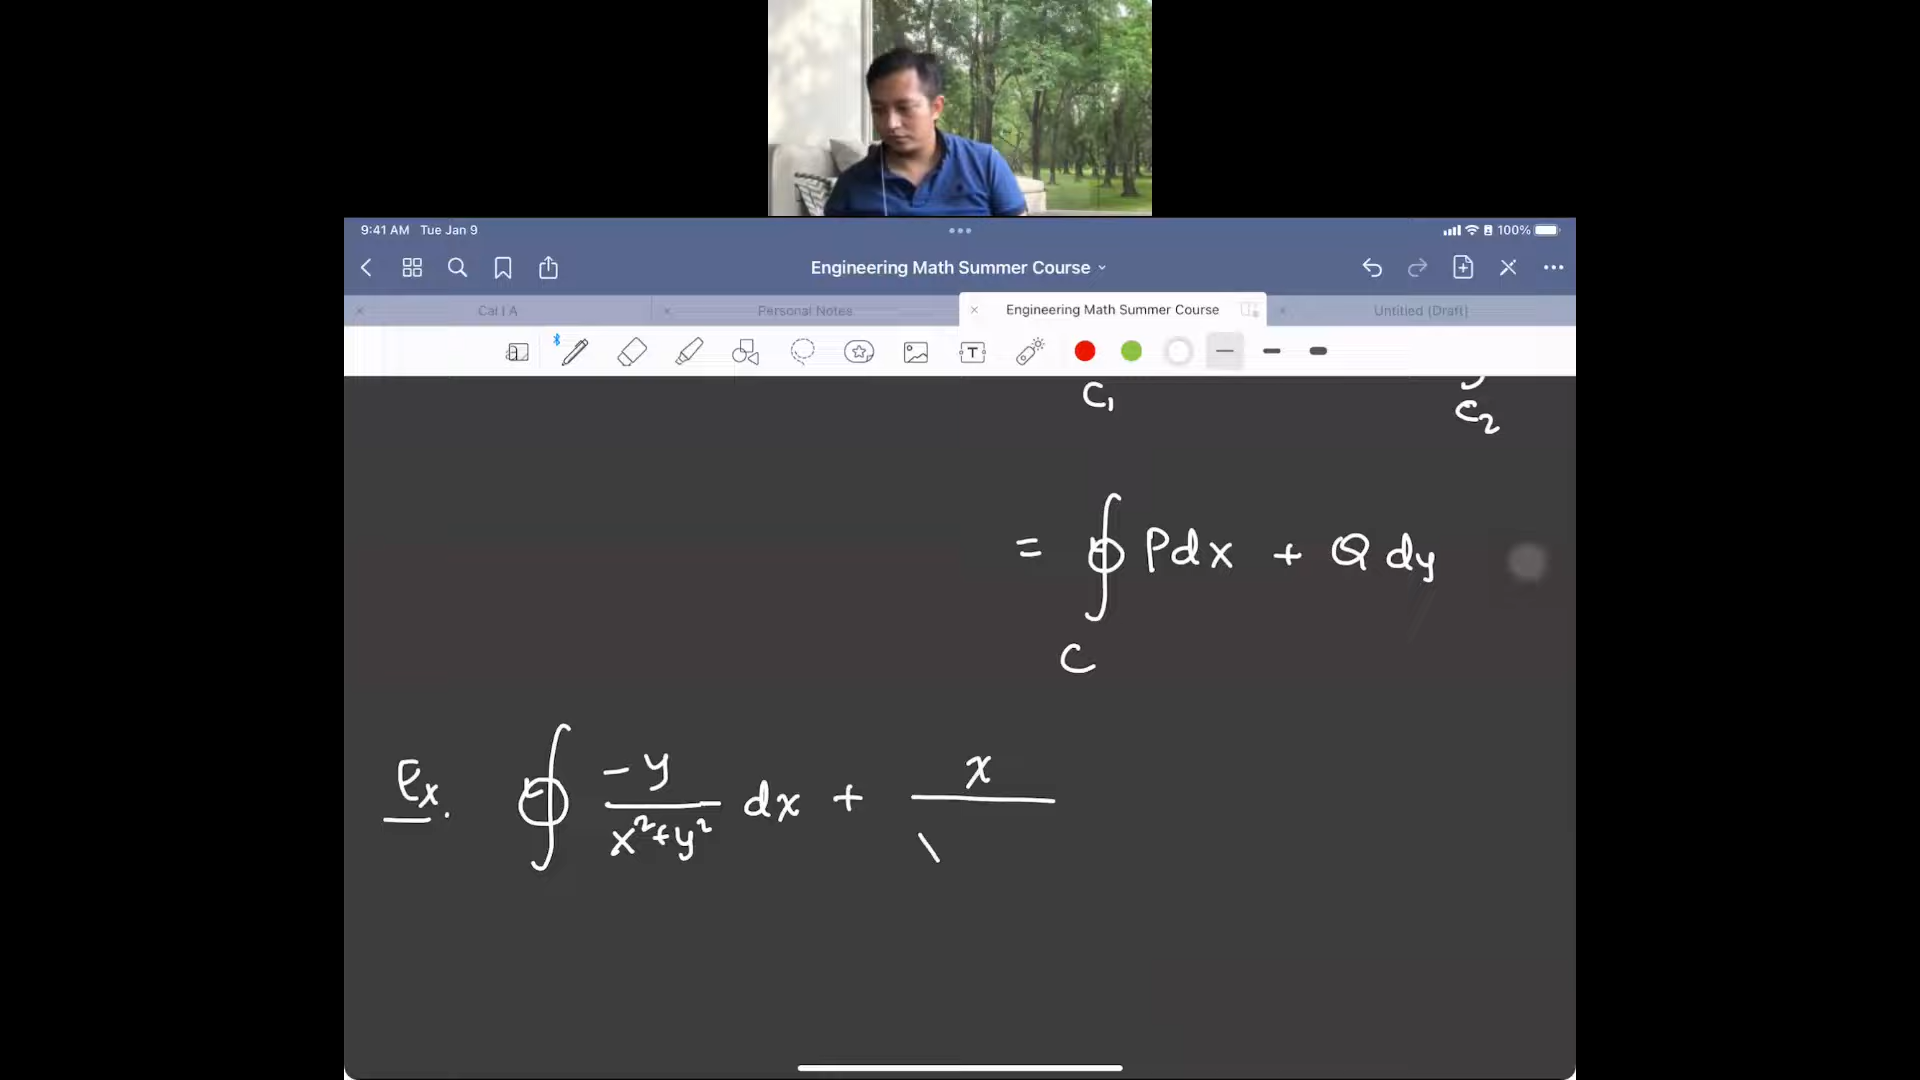 9:41 AM Tue Jan 9
100%
Engineering Math Summer Course
Cal I A
Personal Notes
Engineering Math Summer Course
Untitled (Draft)
a
T
C₁
C₂
= ∮ Pdx + Q dy
C
Ex. ∮ -y/(x²+y²) dx + x/